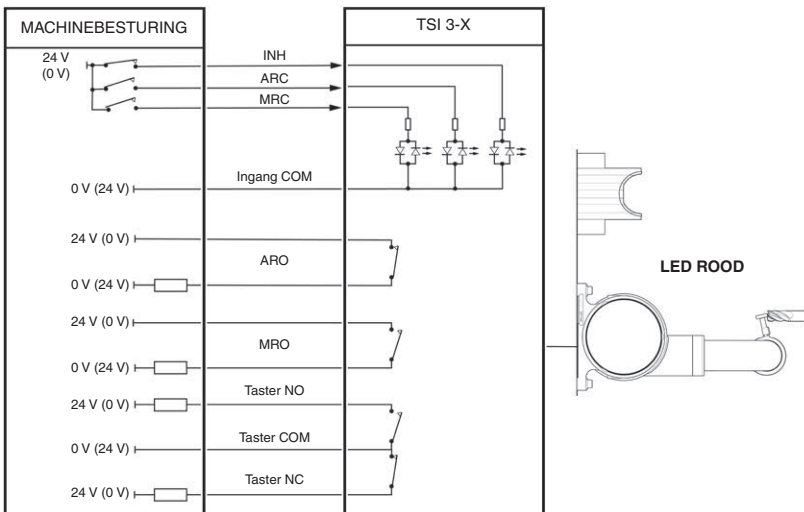 MACHINEBESTURING
TSI 3-X
24 V
(0 V)
INH
ARC
MRC
0 V (24 V)
Ingang COM
24 V (0 V)
ARO
0 V (24 V)
24 V (0 V)
MRO
0 V (24 V)
24 V (0 V)
Taster NO
0 V (24 V)
Taster COM
24 V (0 V)
Taster NC
LED ROOD